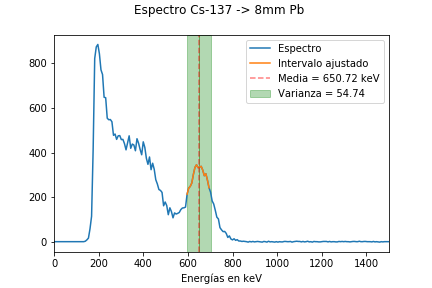 Espectro Cs-137 -> 8mm Pb
Espectro
Intervalo ajustado
Media = 650.72 keV
Varianza = 54.74
800
600
400
200
0
0 200 400 600 800 1000 1200 1400
Energías en keV